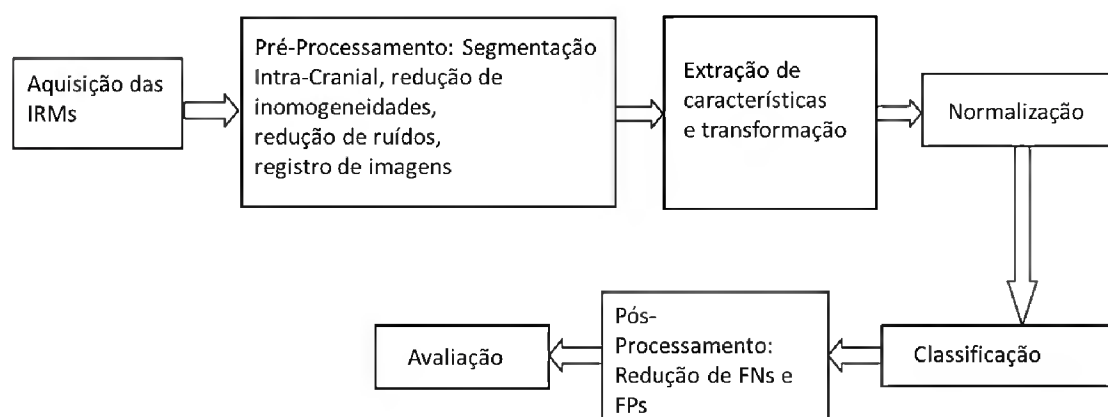 Aquisição das
IRMs
Pré-Processamento: Segmentação
Intra-Cranial, redução de
inomogeneidades,
redução de ruídos,
registro de imagens
Extração de
características
e transformação
Normalização
Classificação
Pós-
Processamento:
Redução de FNs e
FPs
Avaliação